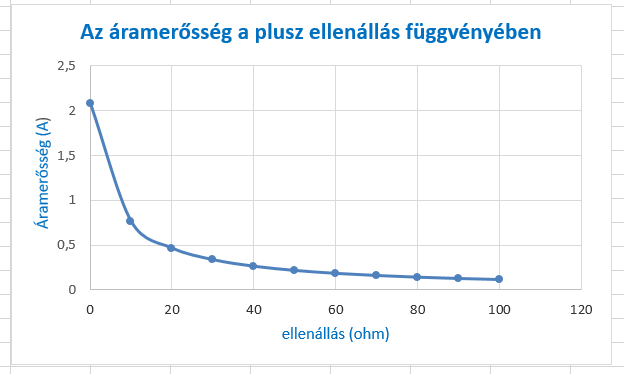 Az áramerősség a plusz ellenállás függvényében
2,5
2
1,5
1
0,5
0
Áramerősség (A)
0 20 40 60 80 100 120
ellenállás (ohm)